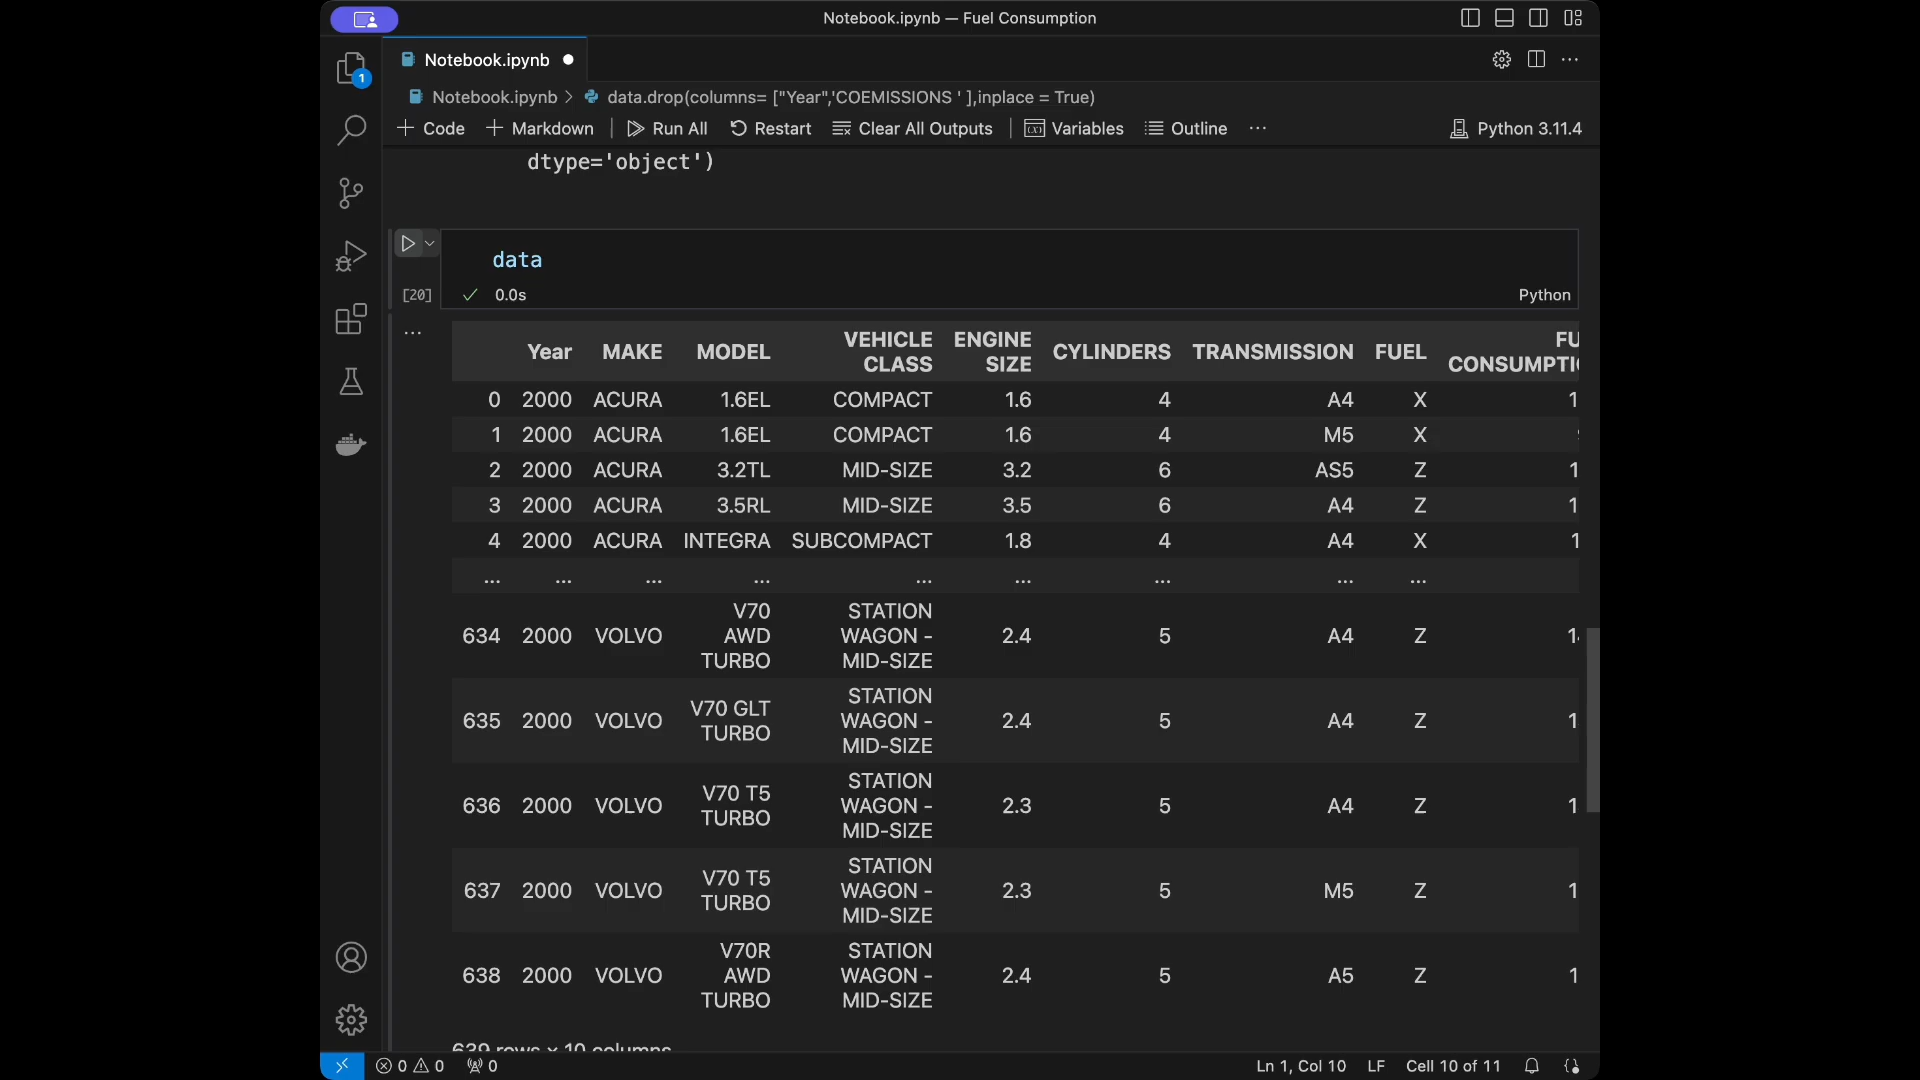 Notebook.ipynb — Fuel Consumption
Notebook.ipynb
1
Notebook.ipynb > data.drop(columns= ["Year",'COEMISSIONS ' ],inplace = True)
Code Markdown Run All Restart Clear All Outputs Variables Outline ... Python 3.11.4
dtype='object')
data
[20] 0.0s Python
...
Year MAKE MODEL VEHICLE CLASS ENGINE SIZE CYLINDERS TRANSMISSION FUEL
0 2000 ACURA 1.6EL COMPACT 1.6 4 A4 X
1 2000 ACURA 1.6EL COMPACT 1.6 4 M5 X
2 2000 ACURA 3.2TL MID-SIZE 3.2 6 AS5 Z
3 2000 ACURA 3.5RL MID-SIZE 3.5 6 A4 Z
4 2000 ACURA INTEGRA SUBCOMPACT 1.8 4 A4 X
... ... ... ... ... ... ... ... ...
634 2000 VOLVO V70 AWD TURBO STATION WAGON - MID-SIZE 2.4 5 A4 Z
635 2000 VOLVO V70 GLT TURBO STATION WAGON - MID-SIZE 2.4 5 A4 Z
636 2000 VOLVO V70 T5 TURBO STATION WAGON - MID-SIZE 2.3 5 A4 Z
637 2000 VOLVO V70 T5 TURBO STATION WAGON - MID-SIZE 2.3 5 M5 Z
638 2000 VOLVO V70R AWD TURBO STATION WAGON - MID-SIZE 2.4 5 A5 Z
639 rows × 10 columns
0 0 0 Ln 1, Col 10 LF Cell 10 of 11